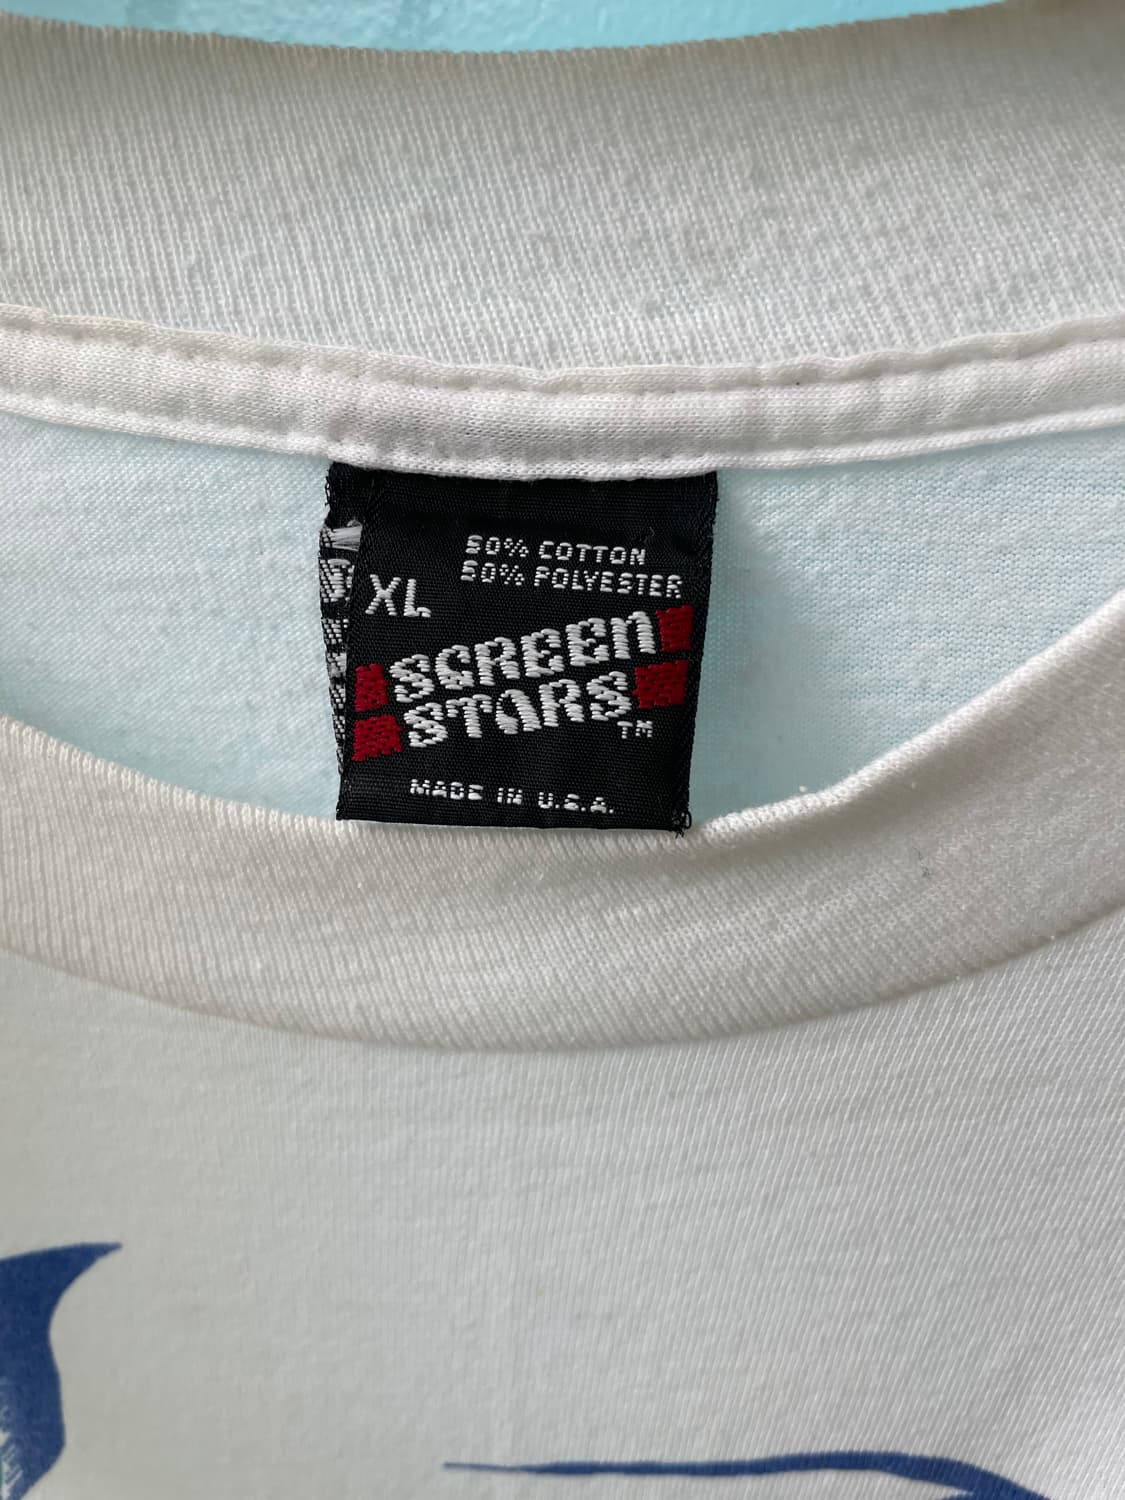 50% COTTON
50% POLYESTER
XL
SCREEN
STARS
TM
MADE IN U.S.A.